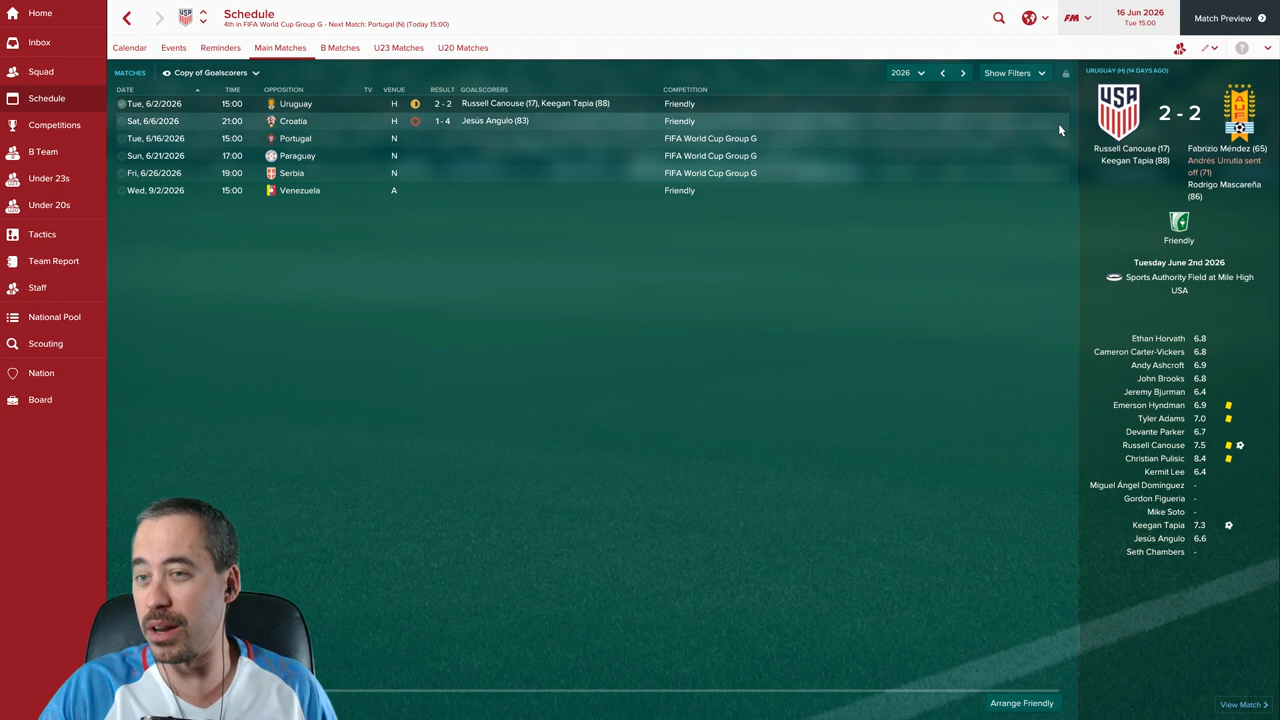 Home
Inbox
Squad
Schedule
Competitions
B Team
Under 23s
Under 20s
Tactics
Team Report
Staff
National Pool
Scouting
Nation
Board
USA
Schedule
4th in FIFA World Cup Group G - Next Match: Portugal (N) (Today 15:00)
FM
16 Jun 2026
Tue 15:00
Match Preview
Calendar Events Reminders Main Matches B Matches U23 Matches U20 Matches
?
MATCHES Copy of Goalscorers 2026 Show Filters
DATE TIME OPPOSITION TV VENUE RESULT GOALSCORERS COMPETITION
Tue, 6/2/2026 15:00 Uruguay H 2 - 2 Russell Canouse (17), Keegan Tapia (88) Friendly
Sat, 6/6/2026 21:00 Croatia H 1 - 4 Jesús Angulo (83) Friendly
Tue, 6/16/2026 15:00 Portugal N FIFA World Cup Group G
Sun, 6/21/2026 17:00 Paraguay N FIFA World Cup Group G
Fri, 6/26/2026 19:00 Serbia N FIFA World Cup Group G
Wed, 9/2/2026 15:00 Venezuela A Friendly
Arrange Friendly
URUGUAY (H) (14 DAYS AGO)
USA 2 - 2 AUF
Russell Canouse (17)
Keegan Tapia (88)
Fabrizio Méndez (65)
Andrés Urrutia sent
off (71)
Rodrigo Mascareña
(86)
Friendly
Tuesday June 2nd 2026
Sports Authority Field at Mile High
USA
Ethan Horvath 6.8
Cameron Carter-Vickers 6.8
Andy Ashcroft 6.9
John Brooks 6.8
Jeremy Bjurman 6.4
Emerson Hyndman 6.9
Tyler Adams 7.0
Devante Parker 6.7
Russell Canouse 7.5
Christian Pulisic 8.4
Kermit Lee 6.4
Miguel Ángel Domínguez -
Gordon Figueria -
Mike Soto -
Keegan Tapia 7.3
Jesús Angulo 6.6
Seth Chambers -
View Match